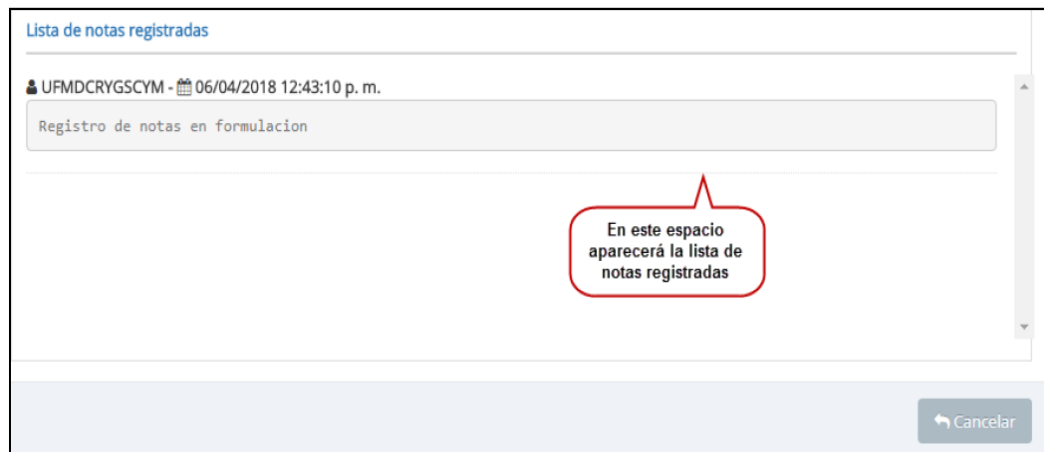 Lista de notas registradas
UFMDCRYGSCYM - 06/04/2018 12:43:10 p. m.
Registro de notas en formulacion
En este espacio
aparecerá la lista de
notas registradas
Cancelar